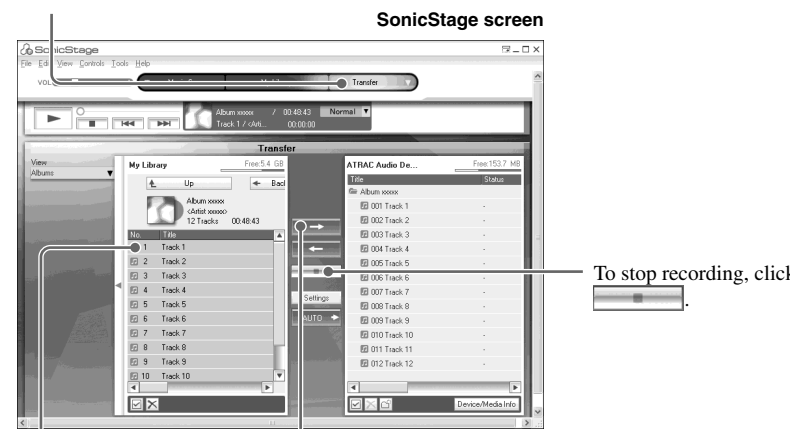 SonicStage screen
SonicStage
File Edit View Controls Tools Help
VOL
Transfer
Album xxxxx / 00:48:43 Normal
Track 1 / <Arti... 00:00:00
Transfer
View
Albums
My Library Free:5.4 GB
Up Back
Album xxxxx
<Artist xxxxx>
12 Tracks 00:48:43
No. Title
1 Track 1
2 Track 2
3 Track 3
4 Track 4
5 Track 5
6 Track 6
7 Track 7
8 Track 8
9 Track 9
10 Track 10
Settings
AUTO
ATRAC Audio De... Free:153.7 MB
Title Status
Album xxxxx
001 Track 1 -
002 Track 2 -
003 Track 3 -
004 Track 4 -
005 Track 5 -
006 Track 6 -
007 Track 7 -
008 Track 8 -
009 Track 9 -
010 Track 10 -
011 Track 11 -
012 Track 12 -
Device/Media Info
To stop recording, click
.